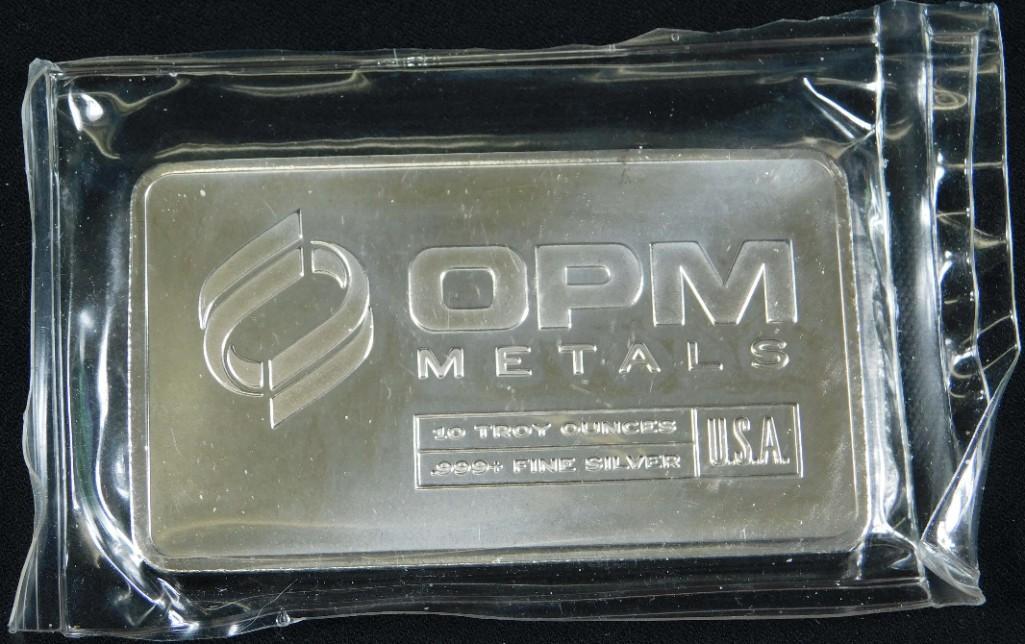 OPM
METALS
10 TROY OUNCES
.999+ FINE SILVER
U.S.A.